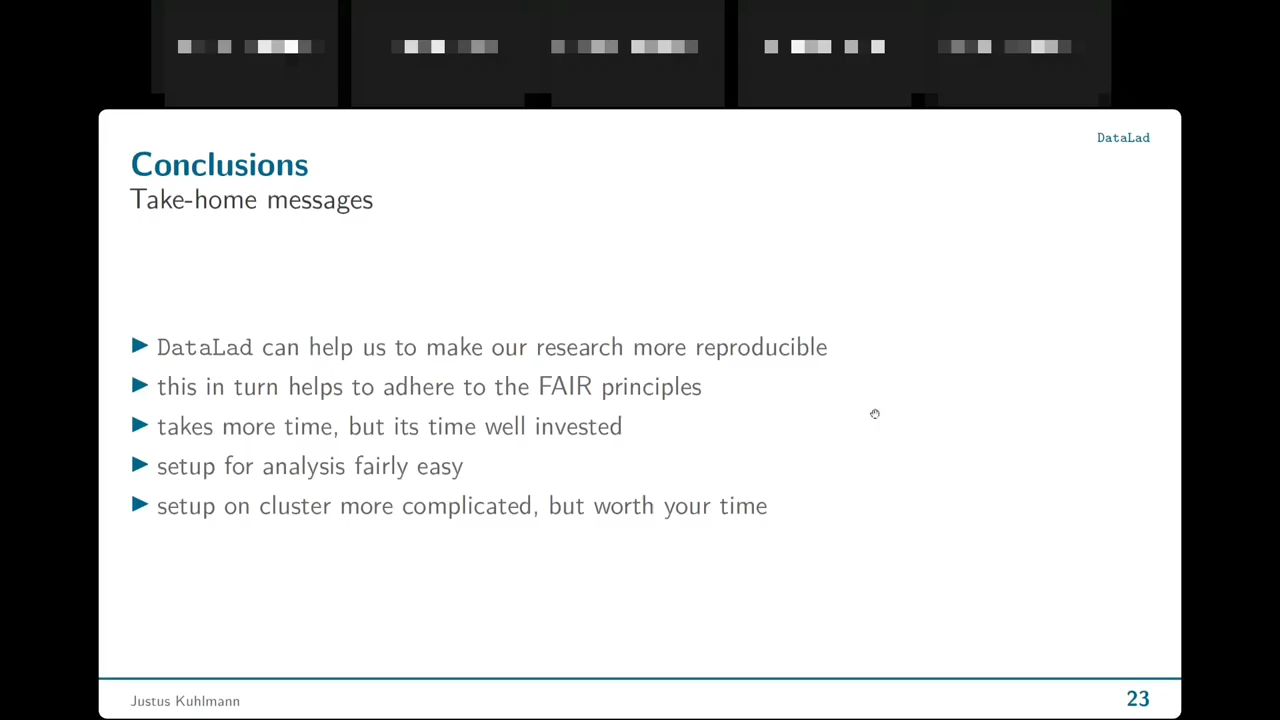 DataLad
Conclusions
Take-home messages
▶ DataLad can help us to make our research more reproducible
▶ this in turn helps to adhere to the FAIR principles
▶ takes more time, but its time well invested
▶ setup for analysis fairly easy
▶ setup on cluster more complicated, but worth your time
Justus Kuhlmann
23